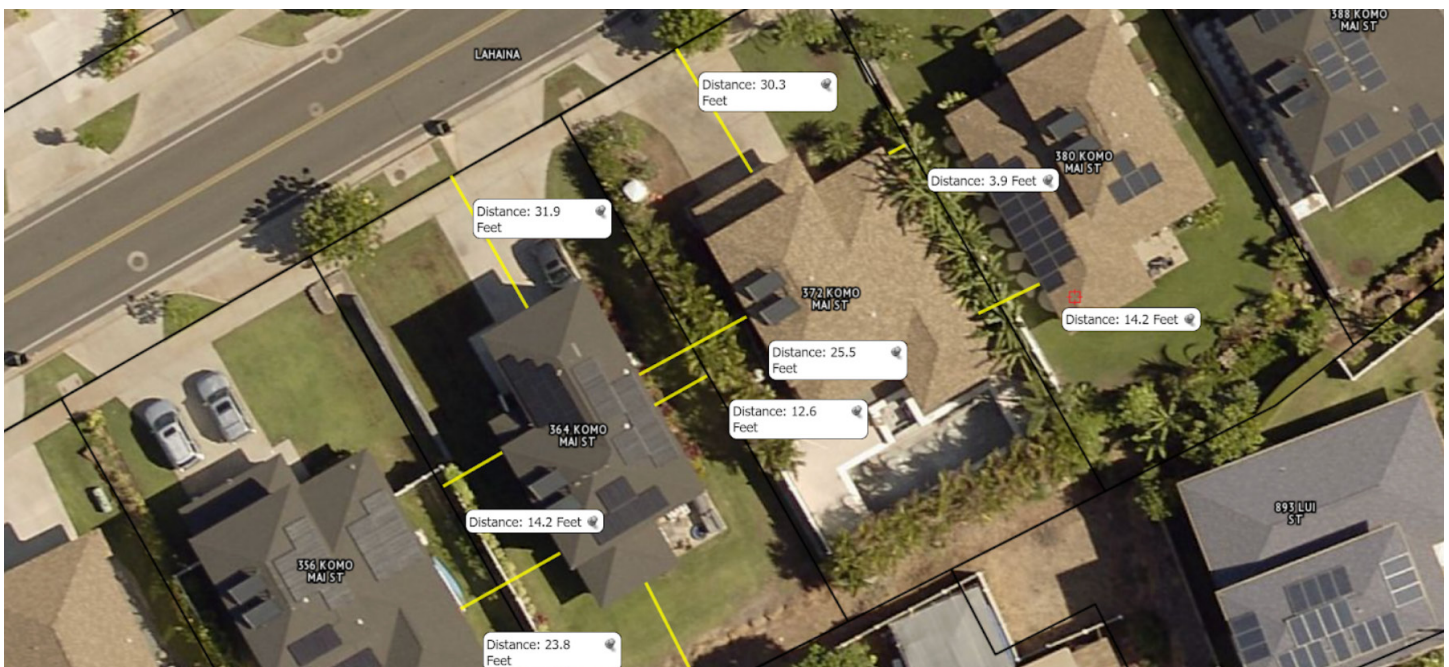 388 KOMO
MAI ST
LAHAINA
Distance: 30.3
Feet
380 KOMO
MAI ST
Distance: 3.9 Feet
Distance: 31.9
Feet
372 KOMO
MAI ST
Distance: 14.2 Feet
Distance: 25.5
Feet
Distance: 12.6
Feet
364 KOMO
MAI ST
893 LUI
ST
Distance: 14.2 Feet
356 KOMO
MAI ST
Distance: 23.8
Feet